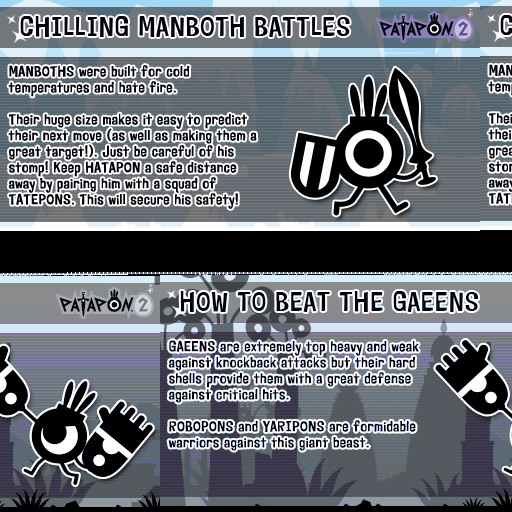 CHILLING MANBOTH BATTLES
PATAPON 2
MANBOTHS were built for cold
temperatures and hate fire.
Their huge size makes it easy to predict
their next move (as well as making them a
great target!). Just be careful of his
stomp! Keep HATAPON a safe distance
away by pairing him with a squad of
TATEPONS. This will secure his safety!
PATAPON 2
HOW TO BEAT THE GAEENS
GAEENS are extremely top heavy and weak
against knockback attacks but their hard
shells provide them with a great defense
against critical hits.
ROBOPONS and YARIPONS are formidable
warriors against this giant beast.